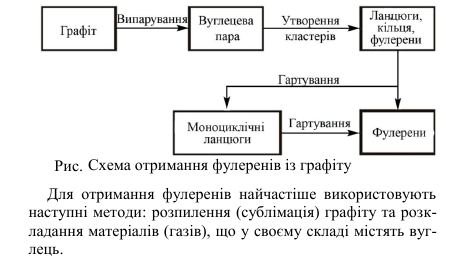 Графіт
Випарування
Вуглецева
пара
Утворення
кластерів
Ланцюги,
кільця,
фулерени
Гартування
Моноциклічні
ланцюги
Гартування
Фулерени
Рис. Схема отримання фулеренів із графіту
Для отримання фулеренів найчастіше використовують
наступні методи: розпилення (сублімація) графіту та розк-
ладання матеріалів (газів), що у своєму складі містять вуг-
лець.